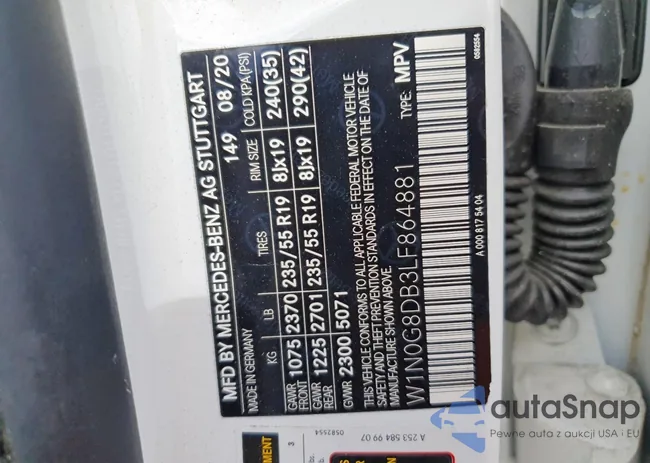 MFD BY MERCEDES-BENZ AG STUTTGART
MADE IN GERMANY 149 08/20
KG LB TIRES RIM SIZE COLD KPA(PSI)
GAWR FRONT 1075 2370 235/55 R19 8Jx19 240(35)
GAWR REAR 1225 2701 235/55 R19 8Jx19 290(42)
GVWR 2300 5071
THIS VEHICLE CONFORMS TO ALL APPLICABLE FEDERAL MOTOR VEHICLE
SAFETY AND THEFT PREVENTION STANDARDS IN EFFECT ON THE DATE OF
MANUFACTURE SHOWN ABOVE.
W1N0G8DB3LF864881 TYPE: MPV
A 000 817 54 04
0582554
A 253 584 99 07
3
autaSnap
Pewne auta z aukcji USA i EU